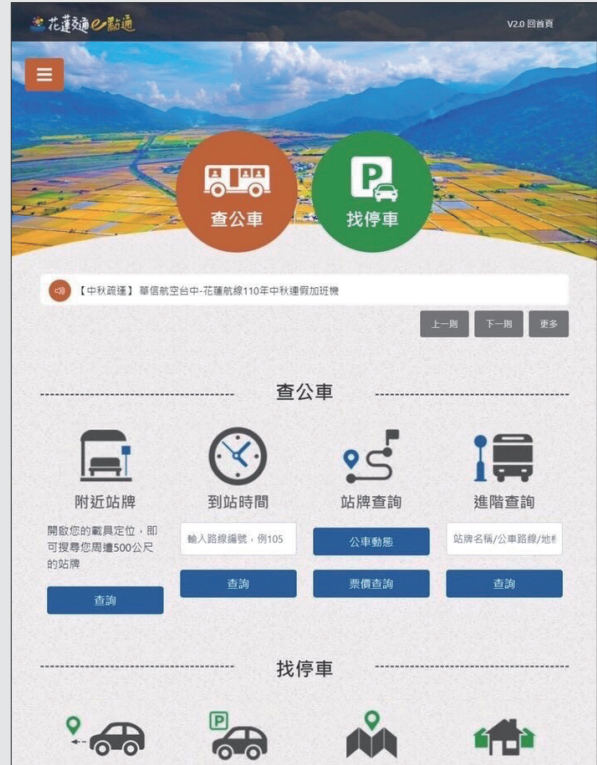 花蓮交通e點通
V2.0 回首頁
查公車
找停車
【中秋疏運】 華信航空台中-花蓮航線110年中秋連假加班機
上一則
下一則
更多
查公車
附近站牌
開啟您的載具定位，即
可搜尋您周遭500公尺
的站牌
查詢
到站時間
輸入路線編號，例105
查詢
站牌查詢
公車動態
票價查詢
進階查詢
站牌名稱/公車路線/地標
查詢
找停車